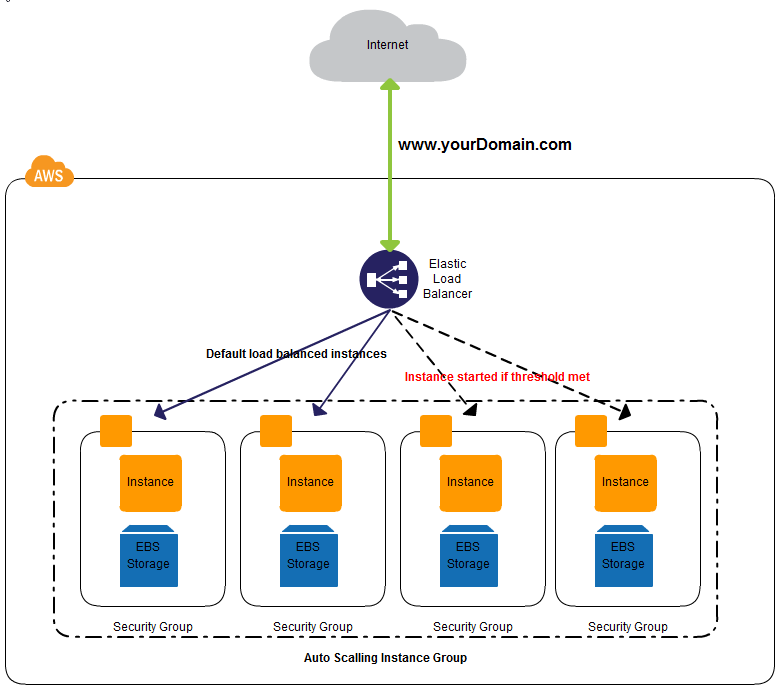 Internet
www.yourDomain.com
AWS
Elastic
Load
Balancer
Default load balanced instances
Instance started if threshold met
Instance
Instance
Instance
Instance
EBS
Storage
EBS
Storage
EBS
Storage
EBS
Storage
Security Group
Security Group
Security Group
Security Group
Auto Scalling Instance Group